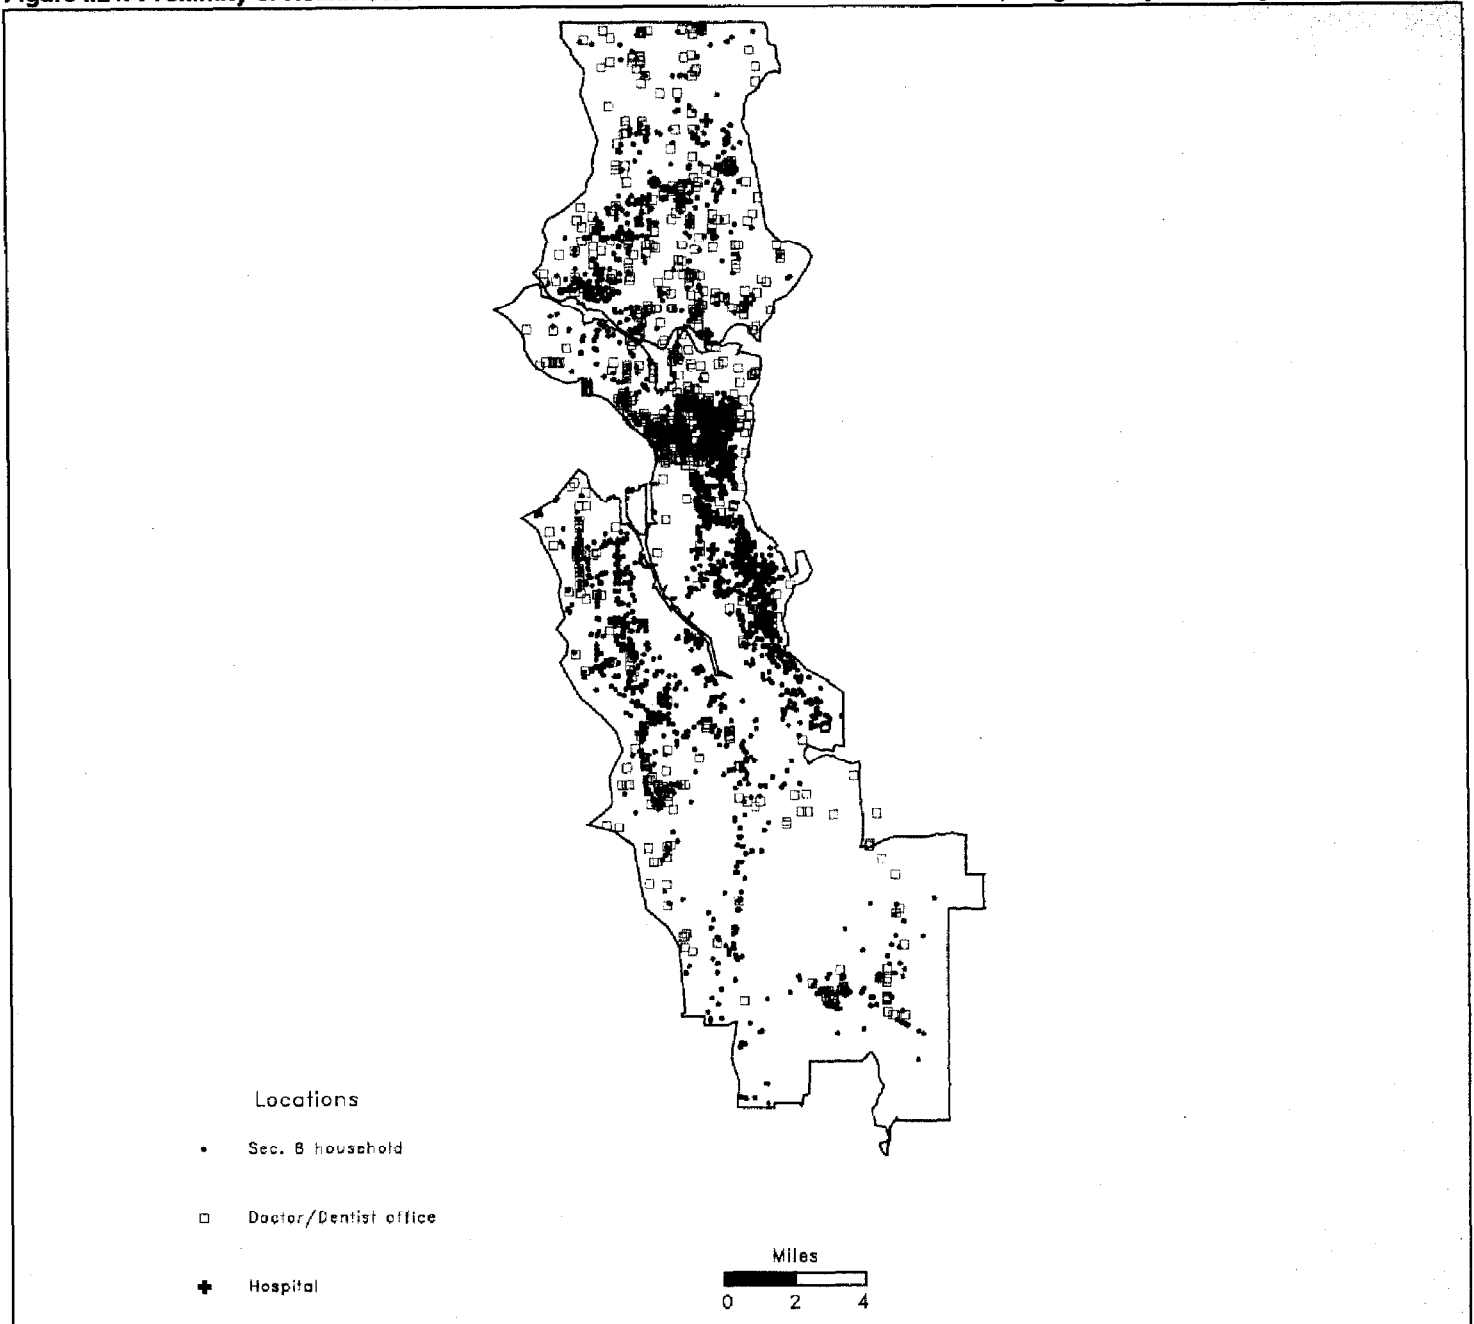 Locations
Sec. 8 household
Doctor/Dentist office
Hospital
Miles
0 2 4